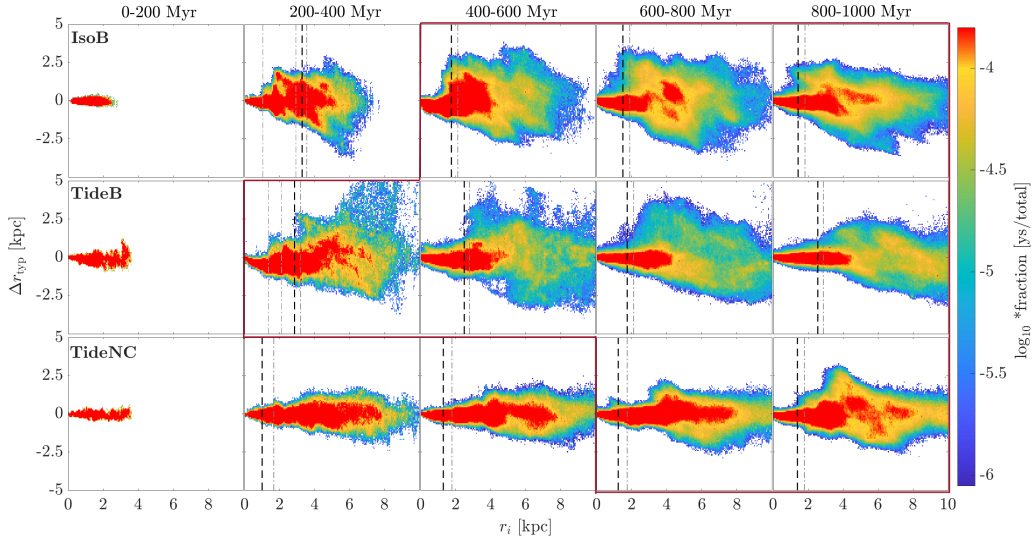 0-200 Myr 200-400 Myr 400-600 Myr 600-800 Myr 800-1000 Myr
IsoB
5
2.5
0
-2.5
5
TideB
2.5
0
-2.5
5
TideNC
2.5
0
-2.5
-5
0 2 4 6 8 0 2 4 6 8 0 2 4 6 8 0 2 4 6 8 0 2 4 6 8 10
Δr_typ [kpc]
r_i [kpc]
-4
-4.5
-5
-5.5
-6
log₁₀ *fraction [ys/total]